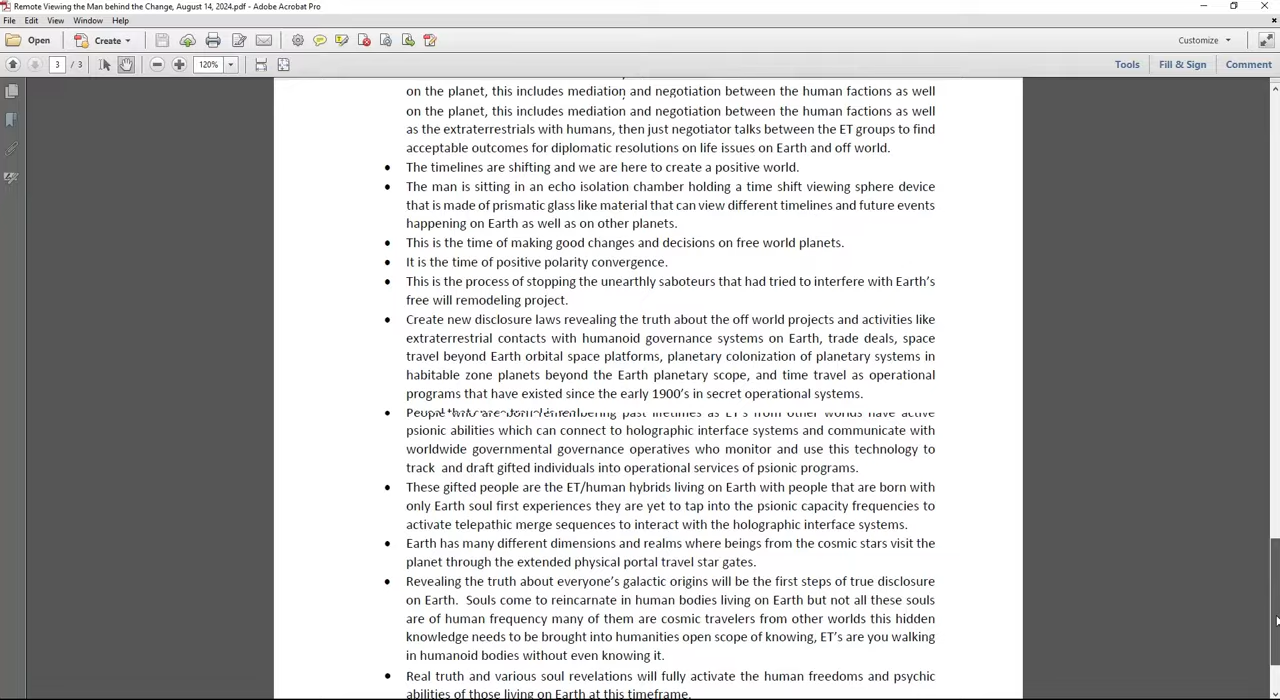 Remote Viewing the Man behind the Change, August 14, 2024.pdf - Adobe Acrobat Pro
File Edit View Window Help
Open Create Customize
3 / 3 120% Tools Fill & Sign Comment
on the planet, this includes mediation and negotiation between the human factions as well
on the planet, this includes mediation and negotiation between the human factions as well
as the extraterrestrials with humans, then just negotiator talks between the ET groups to find
acceptable outcomes for diplomatic resolutions on life issues on Earth and off world.
• The timelines are shifting and we are here to create a positive world.
• The man is sitting in an echo isolation chamber holding a time shift viewing sphere device
that is made of prismatic glass like material that can view different timelines and future events
happening on Earth as well as on other planets.
• This is the time of making good changes and decisions on free world planets.
• It is the time of positive polarity convergence.
• This is the process of stopping the unearthly saboteurs that had tried to interfere with Earth's
free will remodeling project.
• Create new disclosure laws revealing the truth about the off world projects and activities like
extraterrestrial contacts with humanoid governance systems on Earth, trade deals, space
travel beyond Earth orbital space platforms, planetary colonization of planetary systems in
habitable zone planets beyond the Earth planetary scope, and time travel as operational
programs that have existed since the early 1900's in secret operational systems.
• past lifetimes as ET's from other worlds have active
psionic abilities which can connect to holographic interface systems and communicate with
worldwide governmental governance operatives who monitor and use this technology to
track and draft gifted individuals into operational services of psionic programs.
• These gifted people are the ET/human hybrids living on Earth with people that are born with
only Earth soul first experiences they are yet to tap into the psionic capacity frequencies to
activate telepathic merge sequences to interact with the holographic interface systems.
• Earth has many different dimensions and realms where beings from the cosmic stars visit the
planet through the extended physical portal travel star gates.
• Revealing the truth about everyone's galactic origins will be the first steps of true disclosure
on Earth. Souls come to reincarnate in human bodies living on Earth but not all these souls
are of human frequency many of them are cosmic travelers from other worlds this hidden
knowledge needs to be brought into humanities open scope of knowing, ET's are you walking
in humanoid bodies without even knowing it.
• Real truth and various soul revelations will fully activate the human freedoms and psychic
abilities of those living on Earth at this timeframe.